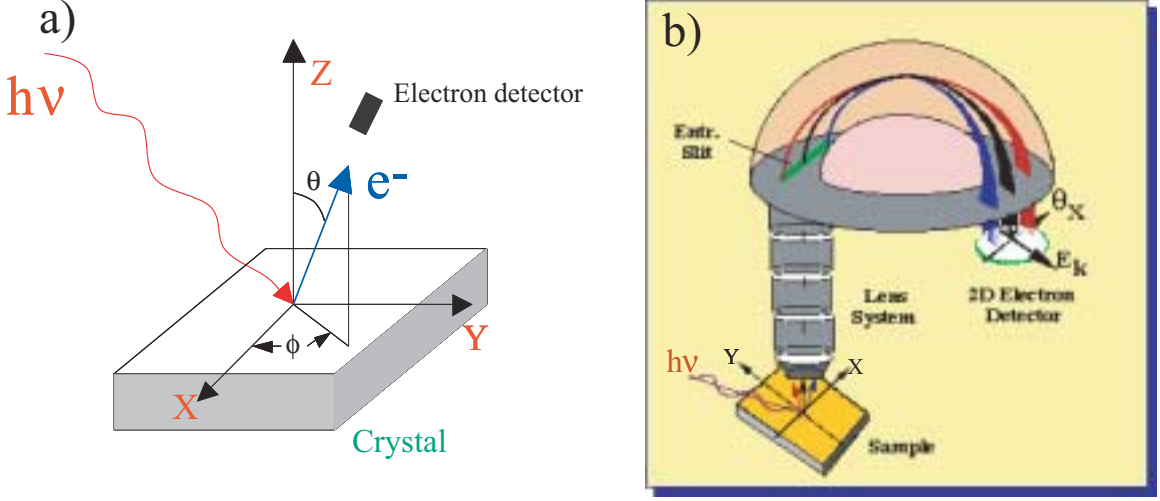 a)
hν
Z
Electron detector
θ
e-
Y
ϕ
X
Crystal
b)
Entr.
Slit
θX
Ek
Lens
System
2D Electron
Detector
hν
Y
X
Sample